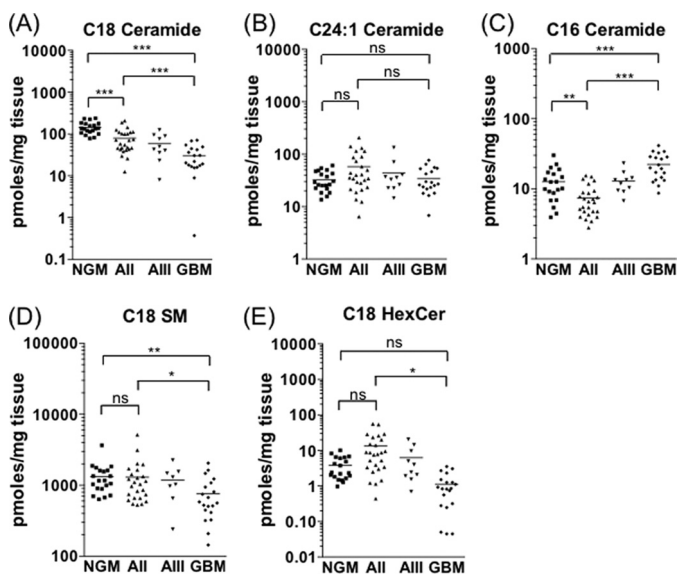 (A)
C18 Ceramide
pmoles/mg tissue
10000
1000
100
10
1
0.1
***
***
***
NGM AII AIII GBM
(B)
C24:1 Ceramide
pmoles/mg tissue
10000
1000
100
10
1
ns
ns
ns
NGM AII AIII GBM
(C)
C16 Ceramide
pmoles/mg tissue
1000
100
10
1
***
***
**
NGM AII AIII GBM
(D)
C18 SM
pmoles/mg tissue
100000
10000
1000
100
**
*
ns
NGM AII AIII GBM
(E)
C18 HexCer
pmoles/mg tissue
10000
1000
100
10
1
0.10
0.01
ns
*
ns
NGM AII AIII GBM